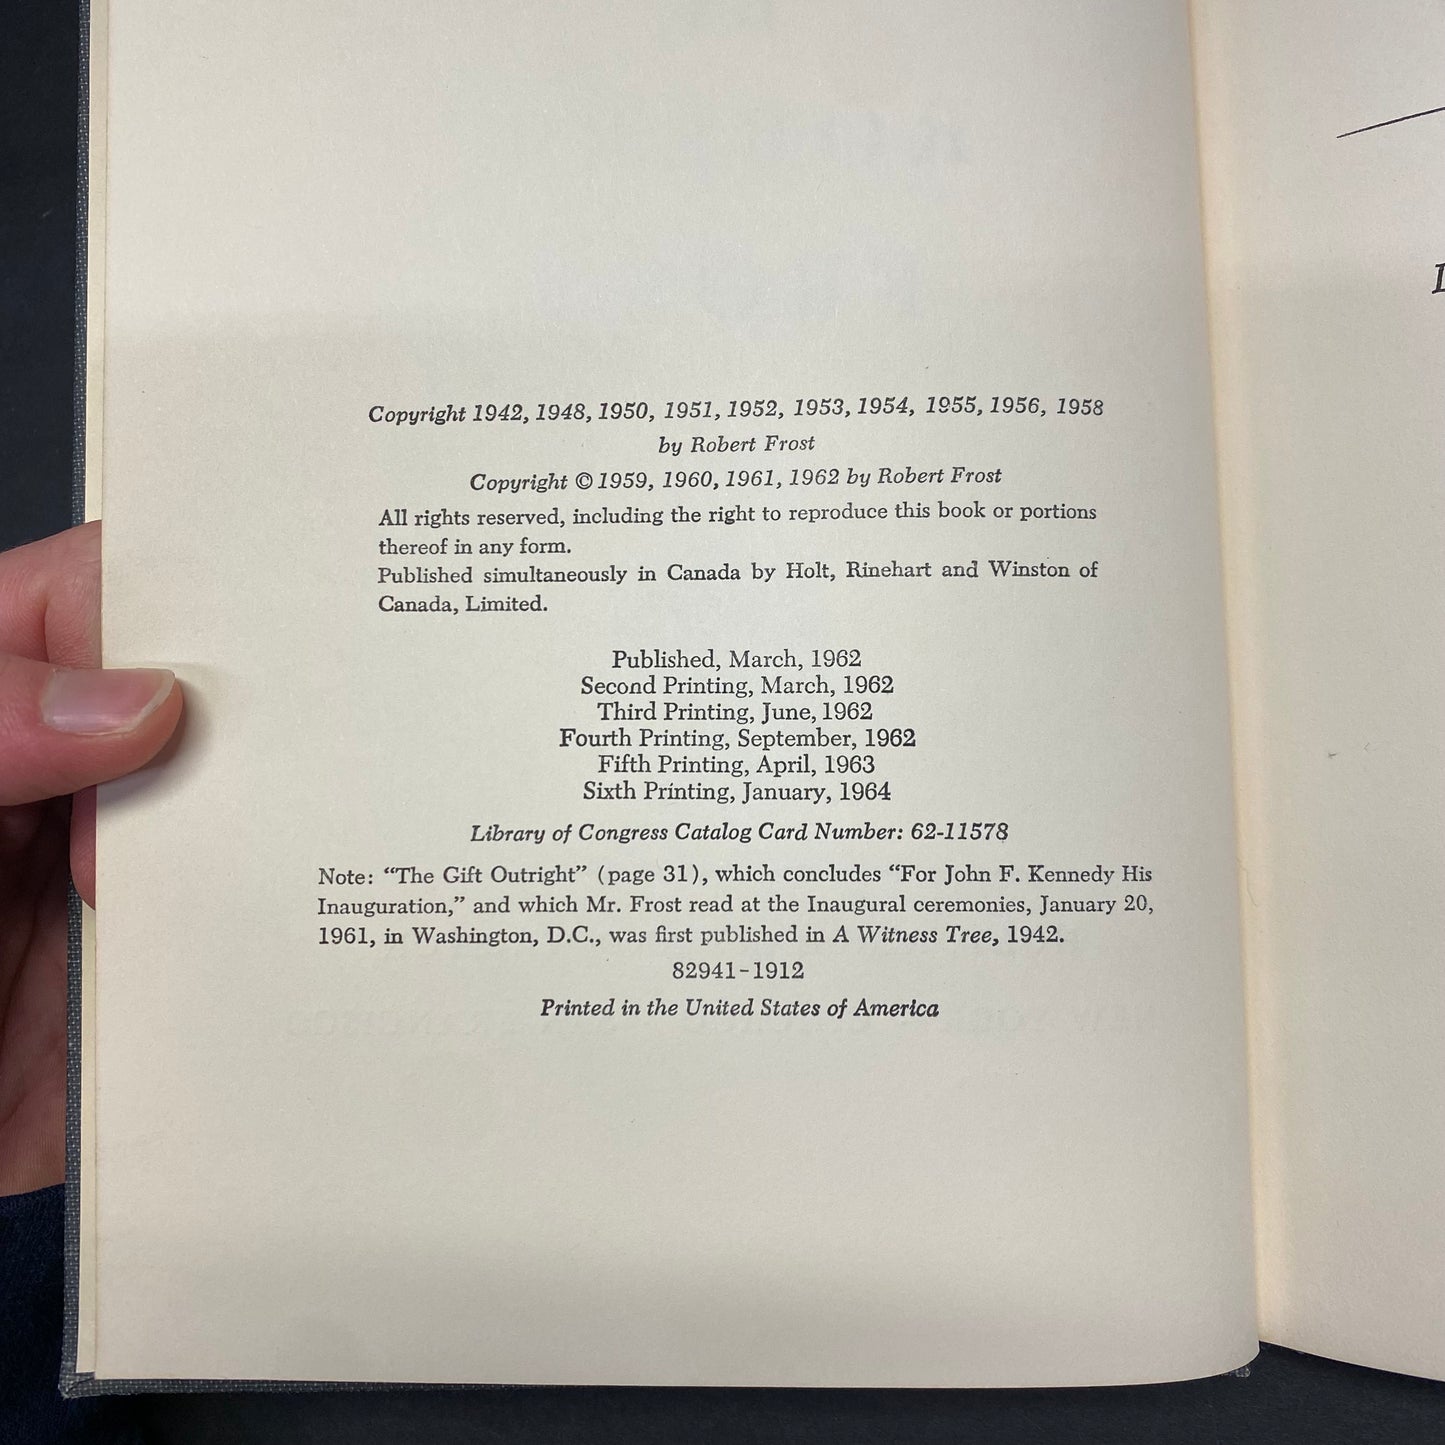 Copyright 1942, 1948, 1950, 1951, 1952, 1953, 1954, 1955, 1956, 1958
by Robert Frost
Copyright © 1959, 1960, 1961, 1962 by Robert Frost
All rights reserved, including the right to reproduce this book or portions
thereof in any form.
Published simultaneously in Canada by Holt, Rinehart and Winston of
Canada, Limited.
Published, March, 1962
Second Printing, March, 1962
Third Printing, June, 1962
Fourth Printing, September, 1962
Fifth Printing, April, 1963
Sixth Printing, January, 1964
Library of Congress Catalog Card Number: 62-11578
Note: “The Gift Outright” (page 31), which concludes “For John F. Kennedy His
Inauguration,” and which Mr. Frost read at the Inaugural ceremonies, January 20,
1961, in Washington, D.C., was first published in A Witness Tree, 1942.
82941-1912
Printed in the United States of America